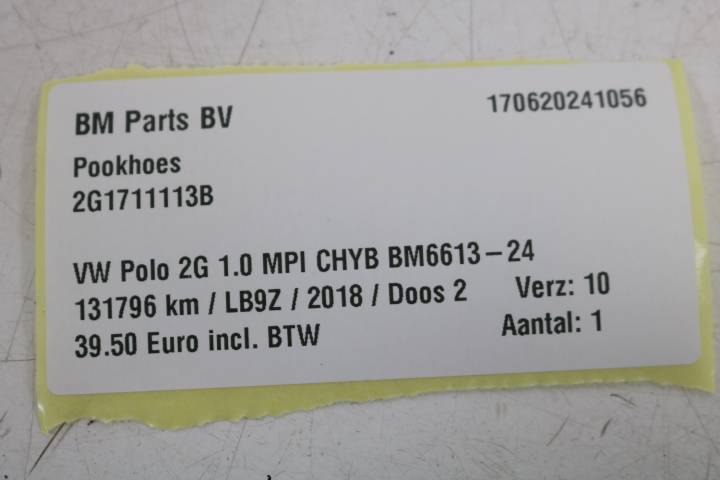 BM Parts BV 170620241056
Pookhoes
2G1711113B
VW Polo 2G 1.0 MPI CHYB BM6613-24
131796 km / LB9Z / 2018 / Doos 2 Verz: 10
39.50 Euro incl. BTW Aantal: 1